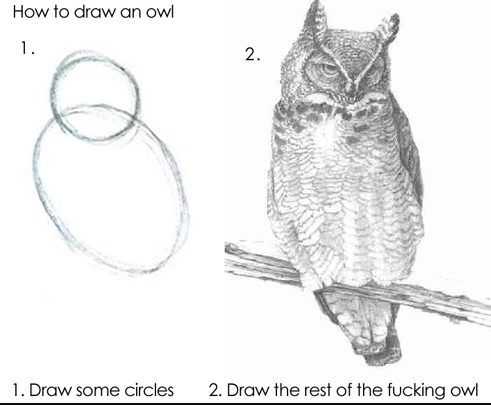 How to draw an owl
1.
2.
1. Draw some circles
2. Draw the rest of the fucking owl